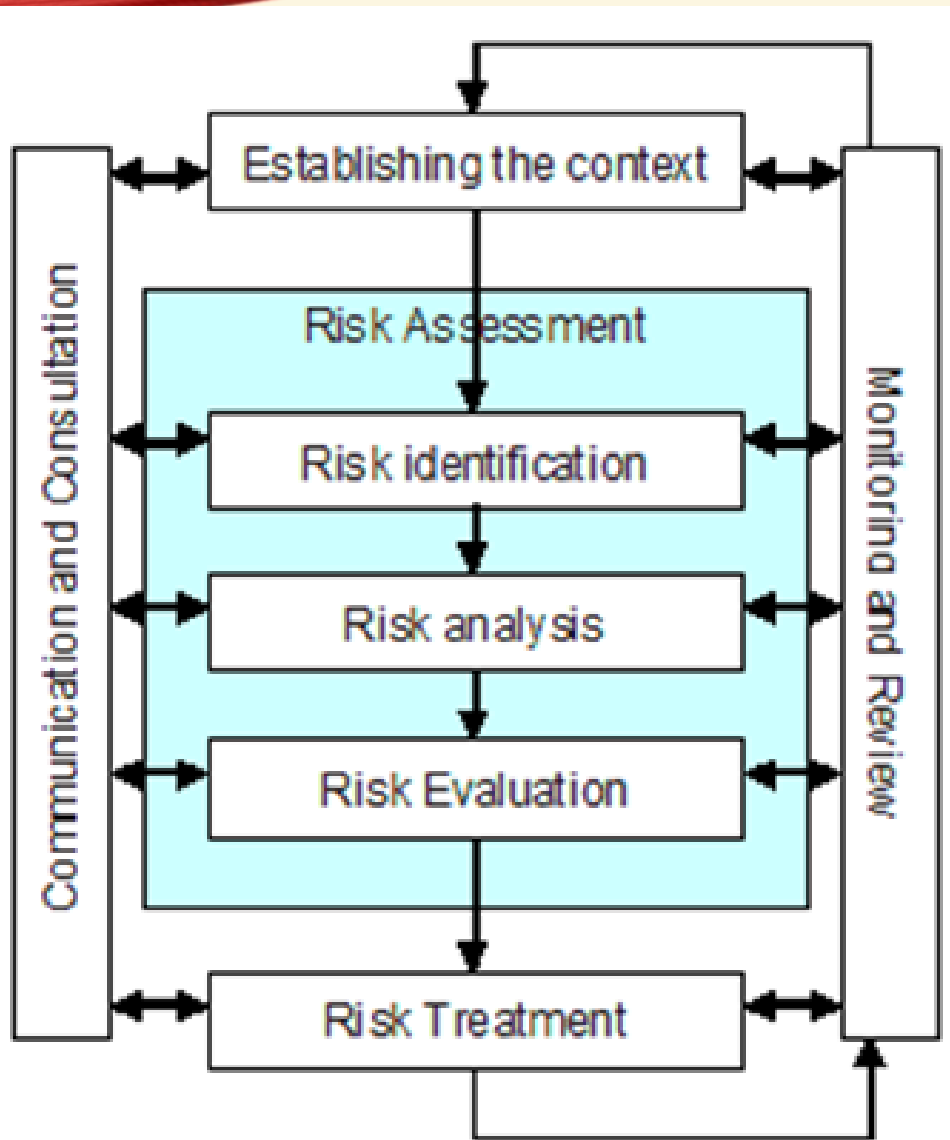 Establishing the context
Communication and Consultation
Risk Assessment
Risk identification
Risk analysis
Risk Evaluation
Monitoring and Review
Risk Treatment